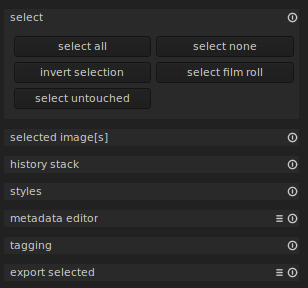 select
select all select none
invert selection select film roll
select untouched
selected image[s]
history stack
styles
metadata editor
tagging
export selected